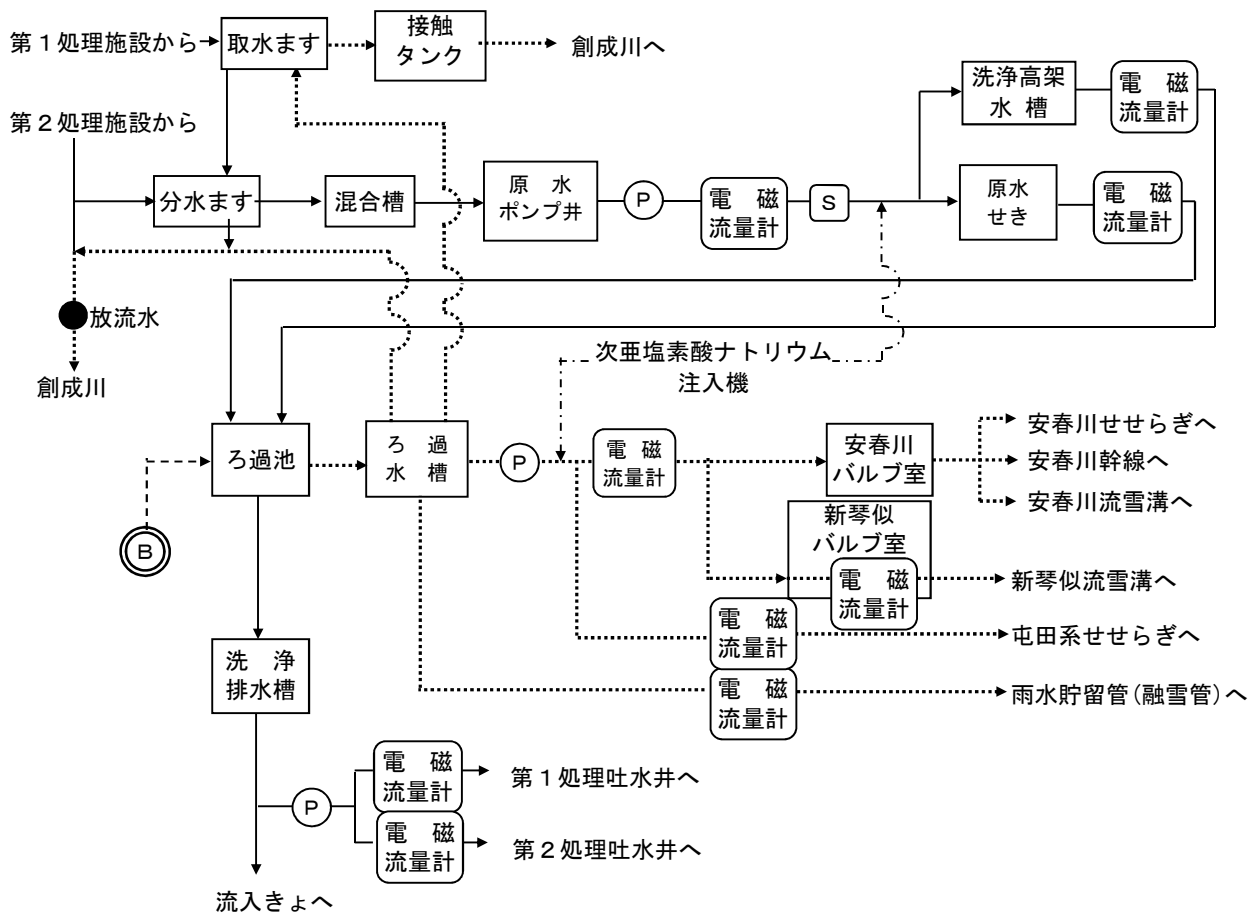 第１処理施設から
取水ます
接触
タンク
創成川へ
第２処理施設から
洗浄高架
水　槽
電　磁
流量計
分水ます
混合槽
原　水
ポンプ井
P
電　磁
流量計
S
原水
せき
電　磁
流量計
放流水
創成川
次亜塩素酸ナトリウム
注入機
ろ過池
ろ　過
水　槽
P
電　磁
流量計
安春川
バルブ室
安春川せせらぎへ
安春川幹線へ
安春川流雪溝へ
B
新琴似
バルブ室
電　磁
流量計
新琴似流雪溝へ
電　磁
流量計
屯田系せせらぎへ
洗　浄
排水槽
電　磁
流量計
雨水貯留管(融雪管)へ
P
電　磁
流量計
第１処理吐水井へ
電　磁
流量計
第２処理吐水井へ
流入きょへ